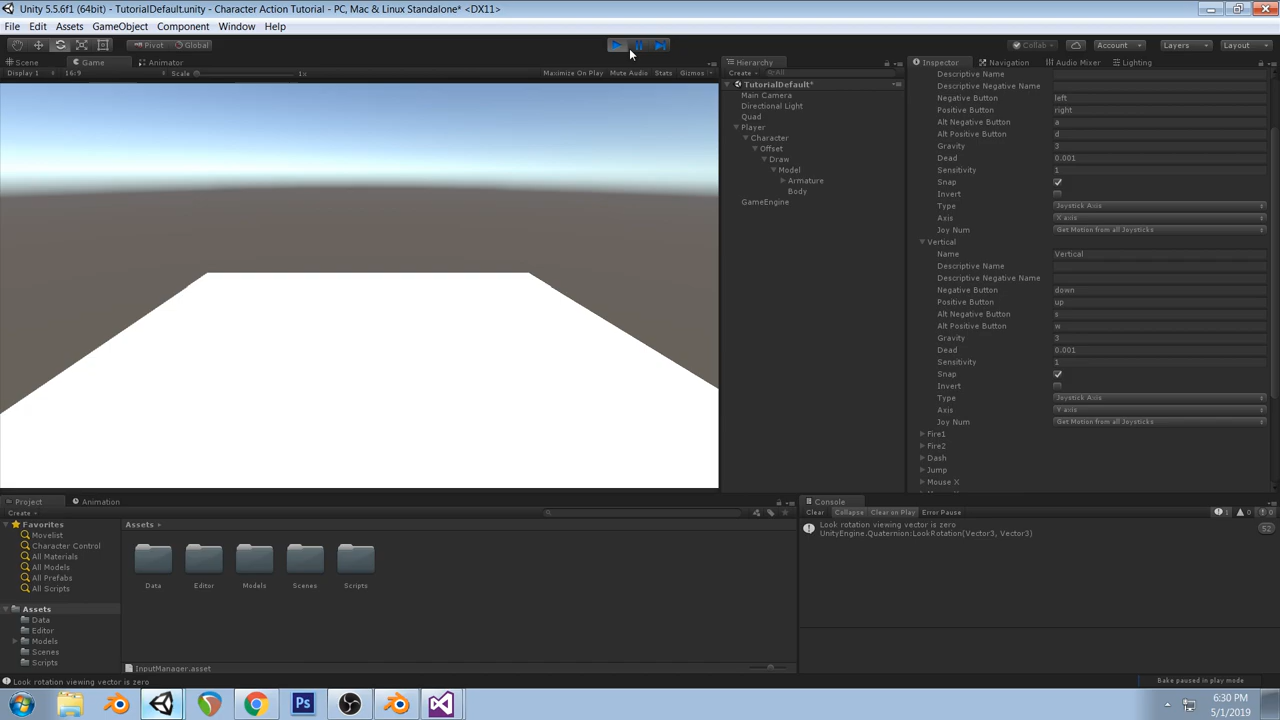 Unity 5.5.6f1 (64bit) - TutorialDefault.unity - Character Action Tutorial - PC, Mac & Linux Standalone* <DX11>
File Edit Assets GameObject Component Window Help
Pivot Global Collab Account Layers Layout
Scene Game Animator
Display 1 16:9 Scale 1x Maximize On Play Mute Audio Stats Gizmos
Hierarchy
Create All
TutorialDefault*
Main Camera
Directional Light
Quad
Player
Character
Offset
Draw
Model
Armature
Body
GameEngine
Inspector Navigation Audio Mixer Lighting
Descriptive Name
Descriptive Negative Name
Negative Button left
Positive Button right
Alt Negative Button a
Alt Positive Button d
Gravity 3
Dead 0.001
Sensitivity 1
Snap
Invert
Type Joystick Axis
Axis X axis
Joy Num Get Motion from all Joysticks
Vertical
Name Vertical
Descriptive Name
Descriptive Negative Name
Negative Button down
Positive Button up
Alt Negative Button s
Alt Positive Button w
Gravity 3
Dead 0.001
Sensitivity 1
Snap
Invert
Type Joystick Axis
Axis Y axis
Joy Num Get Motion from all Joysticks
Fire1
Fire2
Dash
Jump
Mouse X
Project Animation
Create
Favorites
Movelist
Character Control
All Materials
All Models
All Prefabs
All Scripts
Assets
Data
Editor
Models
Scenes
Scripts
Assets
Data Editor Models Scenes Scripts
InputManager.asset
Console
Clear Collapse Clear on Play Error Pause 1 0 0
Look rotation viewing vector is zero
UnityEngine.Quaternion:LookRotation(Vector3, Vector3)
52
Look rotation viewing vector is zero
Bake paused in play mode
Ps
6:30 PM
5/1/2019